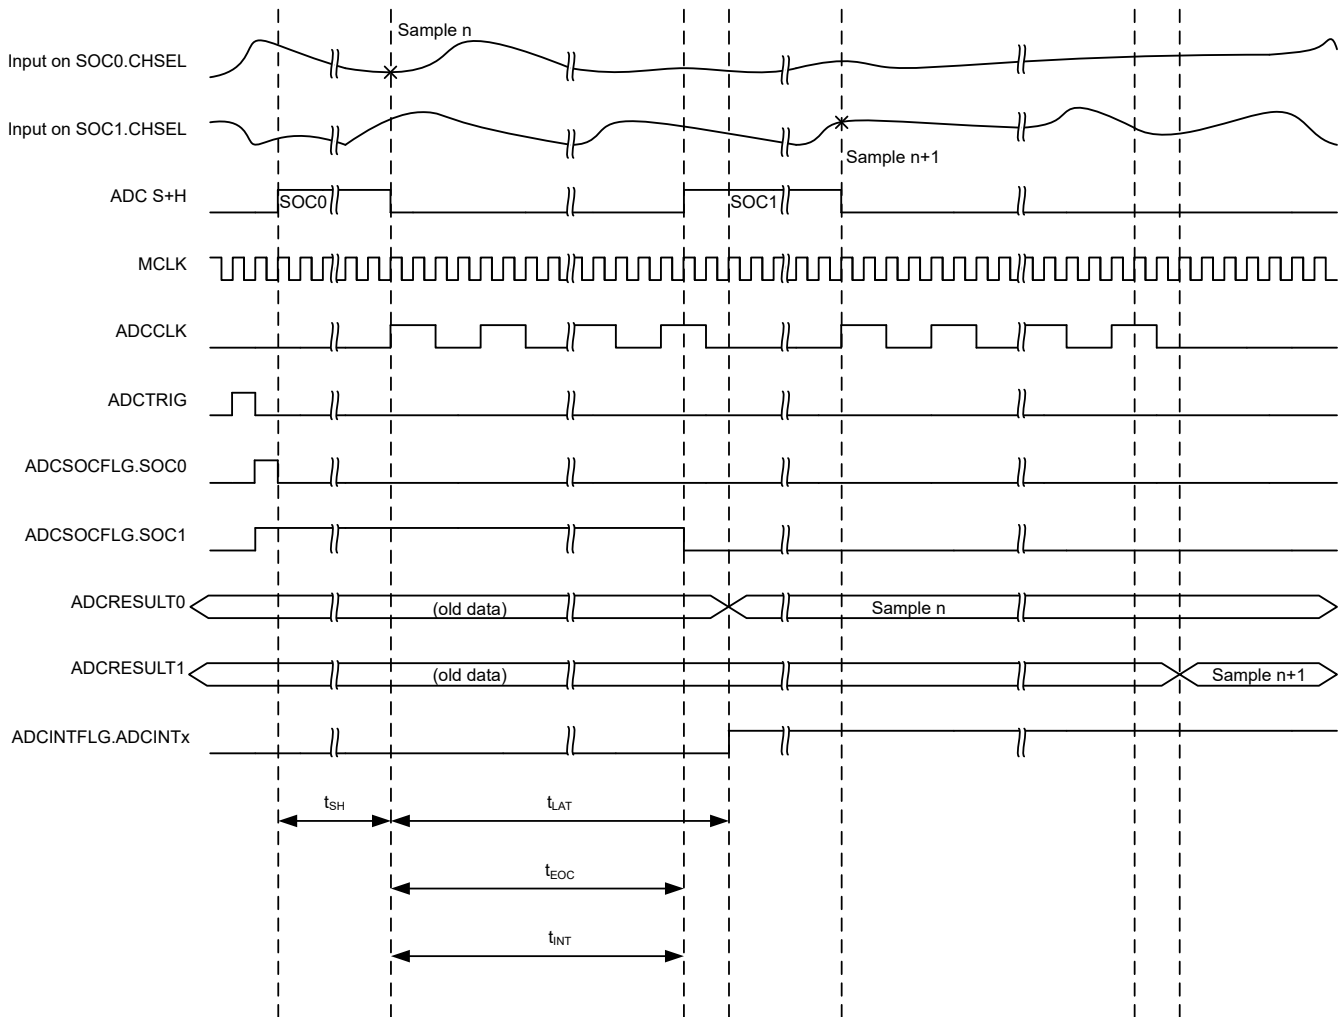 Sample n
Input on SOC0.CHSEL
Input on SOC1.CHSEL
Sample n+1
ADC S+H
SOC0
SOC1
MCLK
ADCCLK
ADCTRIG
ADCSOCFLG.SOC0
ADCSOCFLG.SOC1
ADCRESULT0
(old data)
Sample n
ADCRESULT1
(old data)
Sample n+1
ADCINTFLG.ADCINTx
tSH
tLAT
tEOC
tINT